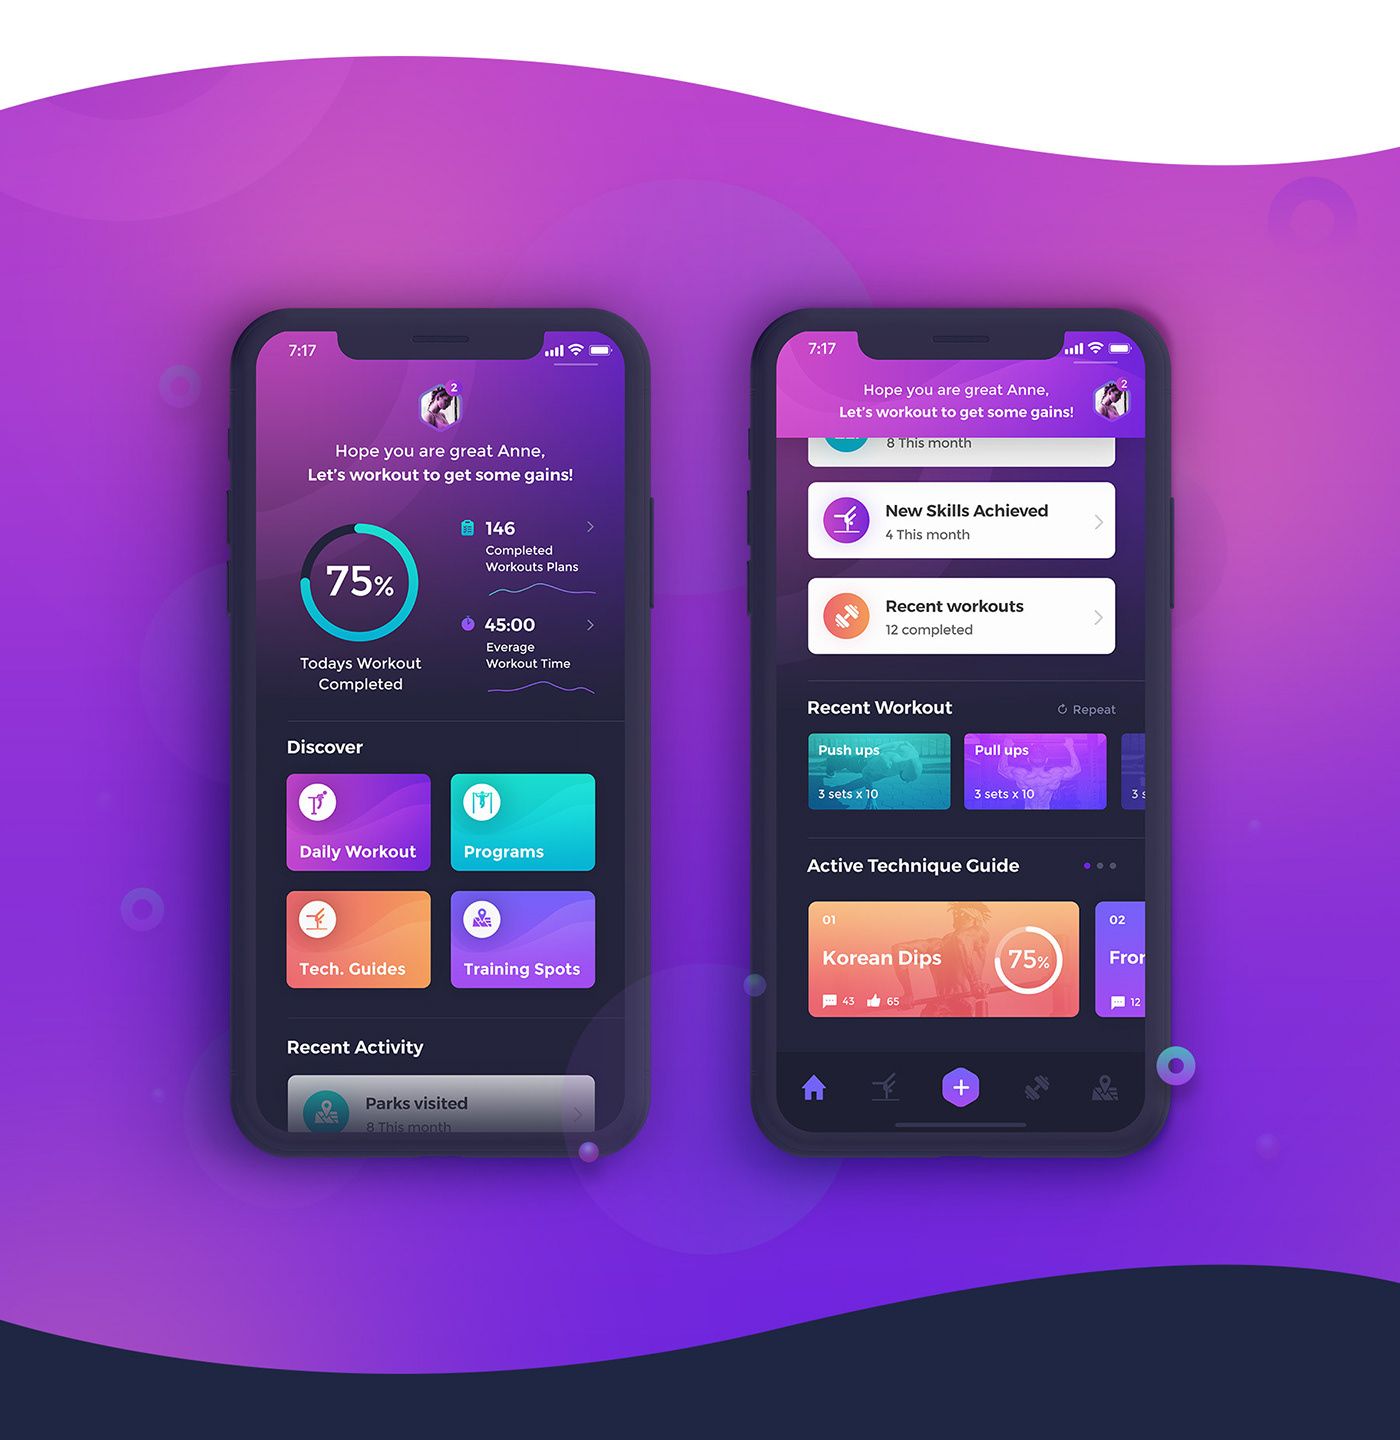 7:17
2
Hope you are great Anne,
Let's workout to get some gains!
75%
Todays Workout
Completed
146
Completed
Workouts Plans
45:00
Everage
Workout Time
Discover
Daily Workout
Programs
Tech. Guides
Training Spots
Recent Activity
Parks visited
8 This month
7:17
Hope you are great Anne,
Let's workout to get some gains!
2
8 This month
New Skills Achieved
4 This month
Recent workouts
12 completed
Recent Workout
Repeat
Push ups
3 sets x 10
Pull ups
3 sets x 10
3 s
Active Technique Guide
01
Korean Dips
75%
43
65
02
Fror
12